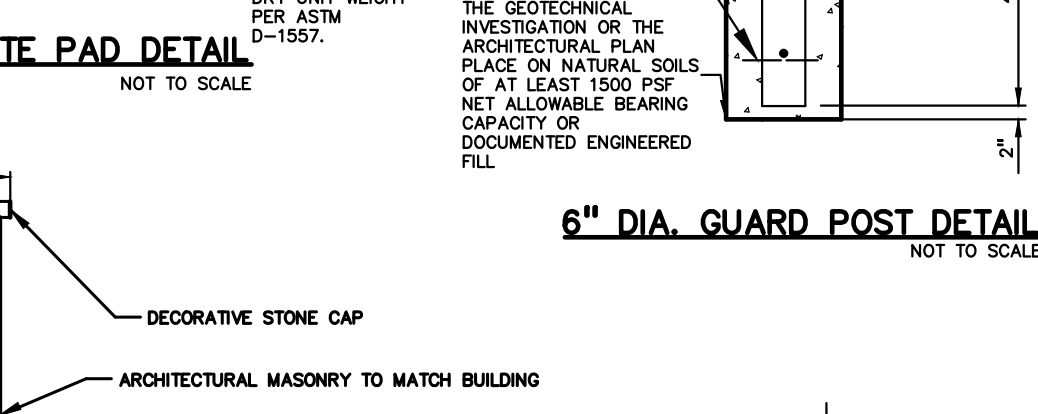 DRY UNIT WEIGHT
PER ASTM
D-1557.
TE PAD DETAIL
NOT TO SCALE
THE GEOTECHNICAL
INVESTIGATION OR THE
ARCHITECTURAL PLAN
PLACE ON NATURAL SOILS
OF AT LEAST 1500 PSF
NET ALLOWABLE BEARING
CAPACITY OR
DOCUMENTED ENGINEERED
FILL
2"
6" DIA. GUARD POST DETAIL
NOT TO SCALE
DECORATIVE STONE CAP
ARCHITECTURAL MASONRY TO MATCH BUILDING